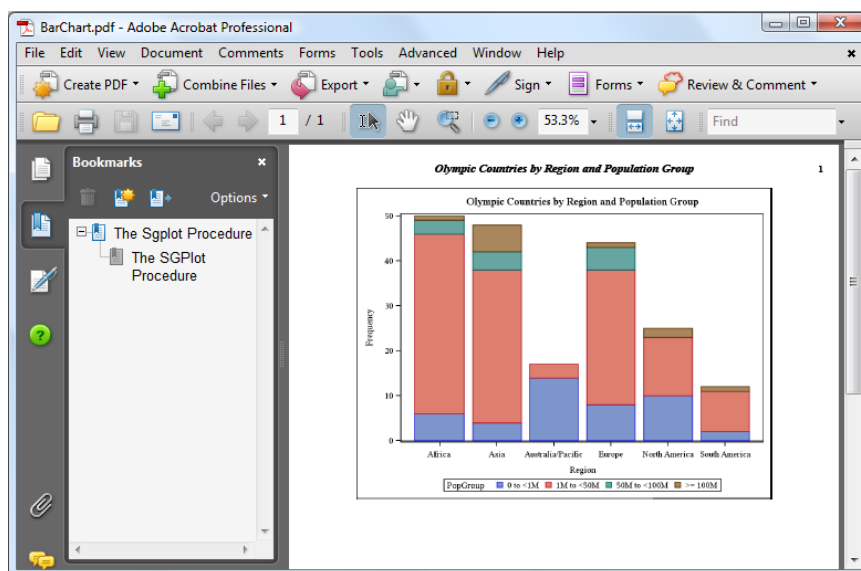 BarChart.pdf - Adobe Acrobat Professional
File Edit View Document Comments Forms Tools Advanced Window Help
Create PDF Combine Files Export Sign Forms Review & Comment
1 / 1 53.3% Find
Bookmarks
Options
The Sgplot Procedure
The SGPlot
Procedure
Olympic Countries by Region and Population Group 1
Olympic Countries by Region and Population Group
50
40
30
20
10
0
Frequency
Africa Asia Australia/Pacific Europe North America South America
Region
PopGroup 0 to <1M 1M to <50M 50M to <100M >= 100M